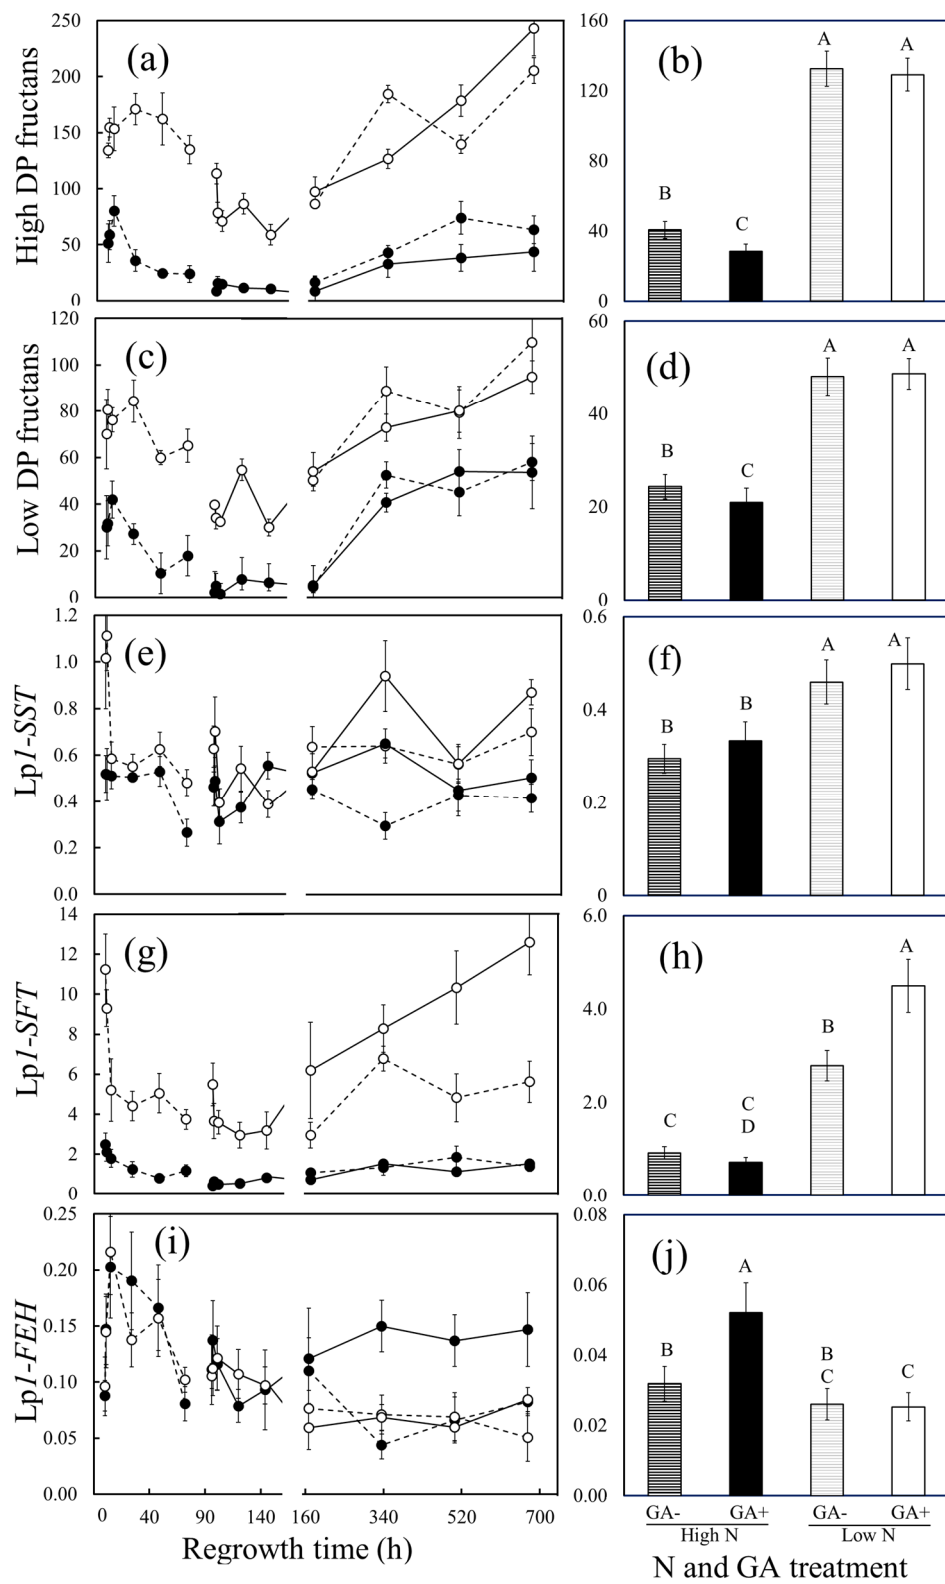 High DP fructans
250
200
150
100
50
0
(a)
160
120
80
40
0
(b)
B
C
A
A
Low DP fructans
120
100
80
60
40
20
0
(c)
60
40
20
0
(d)
B
C
A
A
Lp1-SST
1.2
1.0
0.8
0.6
0.4
0.2
0.0
(e)
0.6
0.4
0.2
0
(f)
B
B
A
A
Lp1-SFT
14
12
10
8
6
4
2
0
(g)
6.0
4.0
2.0
0.0
(h)
C
C
D
B
A
Lp1-FEH
0.25
0.20
0.15
0.10
0.05
0.00
(i)
0 40 90 140 160 340 520 700
Regrowth time (h)
0.08
0.06
0.04
0.02
0.00
(j)
B
A
B
C
C
GA- GA+ GA- GA+
High N Low N
N and GA treatment